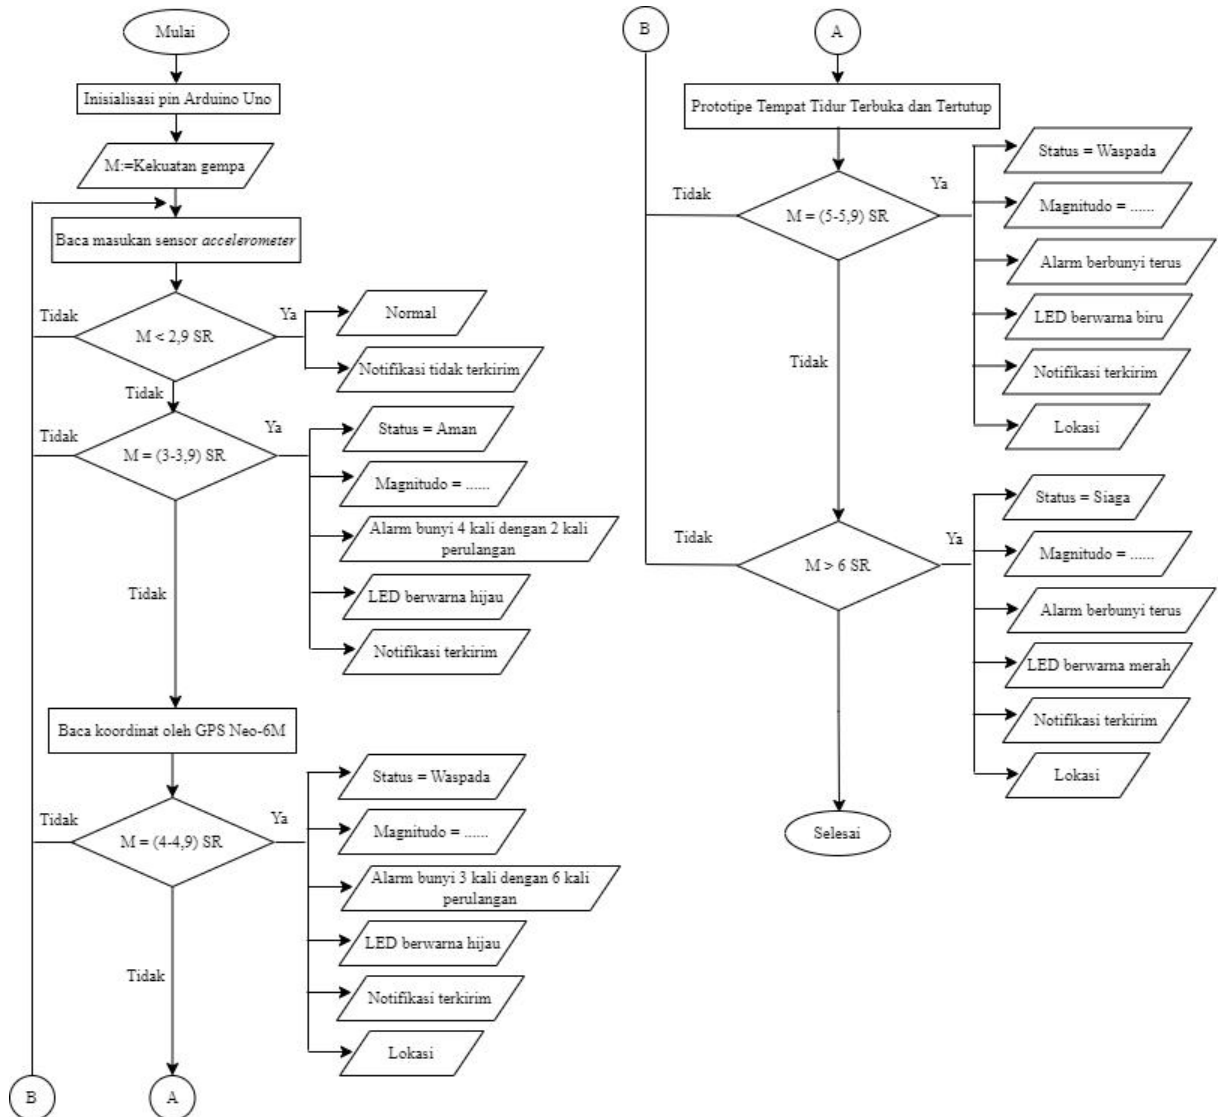 Mulai
Inisialisasi pin Arduino Uno
M:=Kekuatan gempa
Baca masukan sensor accelerometer
Tidak
M < 2,9 SR
Ya
Normal
Notifikasi tidak terkirim
Tidak
Tidak
M = (3-3,9) SR
Ya
Status = Aman
Magnitudo = ......
Alarm bunyi 4 kali dengan 2 kali
perulangan
LED berwarna hijau
Notifikasi terkirim
Tidak
Baca koordinat oleh GPS Neo-6M
Tidak
M = (4-4,9) SR
Ya
Status = Waspada
Magnitudo = ......
Alarm bunyi 3 kali dengan 6 kali
perulangan
LED berwarna hijau
Notifikasi terkirim
Lokasi
Tidak
B
A
B
A
Prototipe Tempat Tidur Terbuka dan Tertutup
Tidak
M = (5-5,9) SR
Ya
Status = Waspada
Magnitudo = ......
Alarm berbunyi terus
LED berwarna biru
Notifikasi terkirim
Lokasi
Tidak
Tidak
M > 6 SR
Ya
Status = Siaga
Magnitudo = ......
Alarm berbunyi terus
LED berwarna merah
Notifikasi terkirim
Lokasi
Selesai